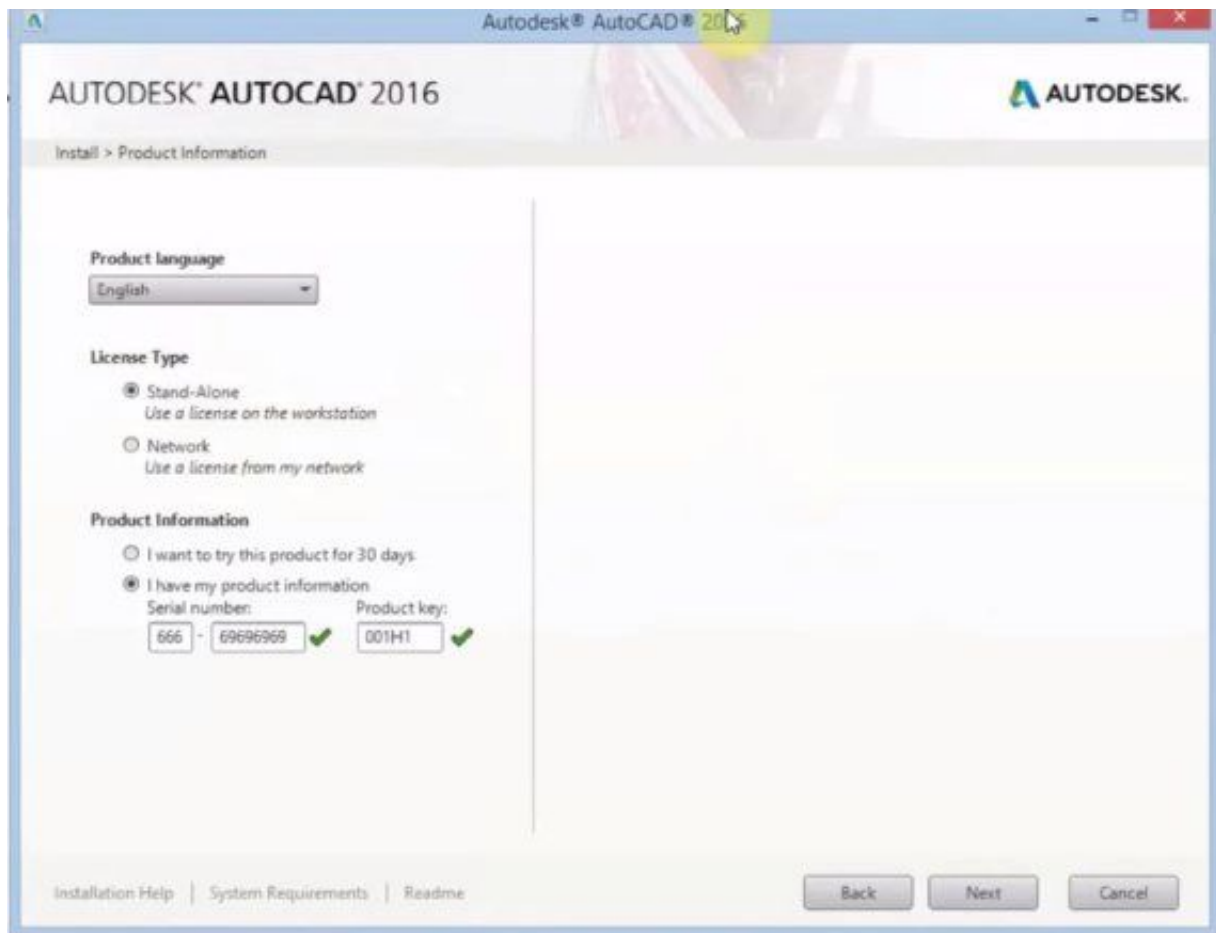 Autodesk® AutoCAD®
AUTODESK® AUTOCAD® 2016
AUTODESK.
Install > Product Information
Product language
English
License Type
Stand-Alone
Use a license on the workstation
Network
Use a license from my network
Product Information
I want to try this product for 30 days
I have my product information
Serial number: Product key:
666 - 69696969 001H1
Installation Help | System Requirements | Readme
Back Next Cancel